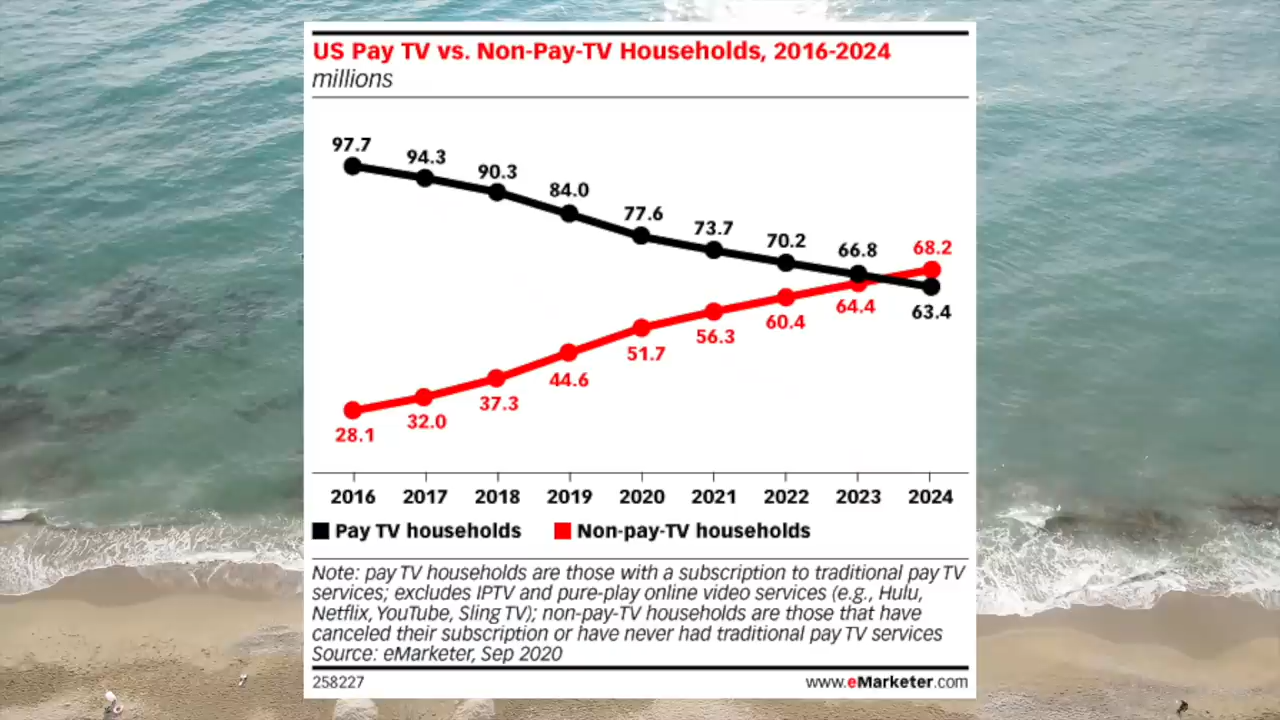 US Pay TV vs. Non-Pay-TV Households, 2016-2024
millions
97.7
94.3
90.3
84.0
77.6
73.7
70.2
66.8
68.2
63.4
64.4
60.4
56.3
51.7
44.6
37.3
32.0
28.1
2016 2017 2018 2019 2020 2021 2022 2023 2024
Pay TV households Non-pay-TV households
Note: pay TV households are those with a subscription to traditional pay TV
services; excludes IPTV and pure-play online video services (e.g., Hulu,
Netflix, YouTube, Sling TV); non-pay-TV households are those that have
canceled their subscription or have never had traditional pay TV services
Source: eMarketer, Sep 2020
258227 www.eMarketer.com